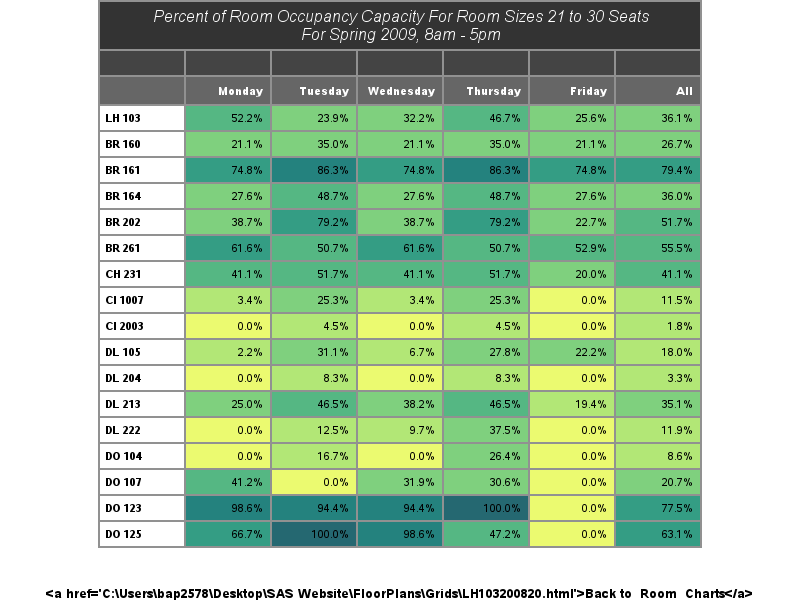 Percent of Room Occupancy Capacity For Room Sizes 21 to 30 Seats
For Spring 2009, 8am - 5pm
Monday Tuesday Wednesday Thursday Friday All
LH 103 52.2% 23.9% 32.2% 46.7% 25.6% 36.1%
BR 160 21.1% 35.0% 21.1% 35.0% 21.1% 26.7%
BR 161 74.8% 86.3% 74.8% 86.3% 74.8% 79.4%
BR 164 27.6% 48.7% 27.6% 48.7% 27.6% 36.0%
BR 202 38.7% 79.2% 38.7% 79.2% 22.7% 51.7%
BR 261 61.6% 50.7% 61.6% 50.7% 52.9% 55.5%
CH 231 41.1% 51.7% 41.1% 51.7% 20.0% 41.1%
CI 1007 3.4% 25.3% 3.4% 25.3% 0.0% 11.5%
CI 2003 0.0% 4.5% 0.0% 4.5% 0.0% 1.8%
DL 105 2.2% 31.1% 6.7% 27.8% 22.2% 18.0%
DL 204 0.0% 8.3% 0.0% 8.3% 0.0% 3.3%
DL 213 25.0% 46.5% 38.2% 46.5% 19.4% 35.1%
DL 222 0.0% 12.5% 9.7% 37.5% 0.0% 11.9%
DO 104 0.0% 16.7% 0.0% 26.4% 0.0% 8.6%
DO 107 41.2% 0.0% 31.9% 30.6% 0.0% 20.7%
DO 123 98.6% 94.4% 94.4% 100.0% 0.0% 77.5%
DO 125 66.7% 100.0% 98.6% 47.2% 0.0% 63.1%
<a href='C:\Users\bap2578\Desktop\SAS Website\FloorPlans\Grids\LH103200820.html'>Back to Room Charts</a>